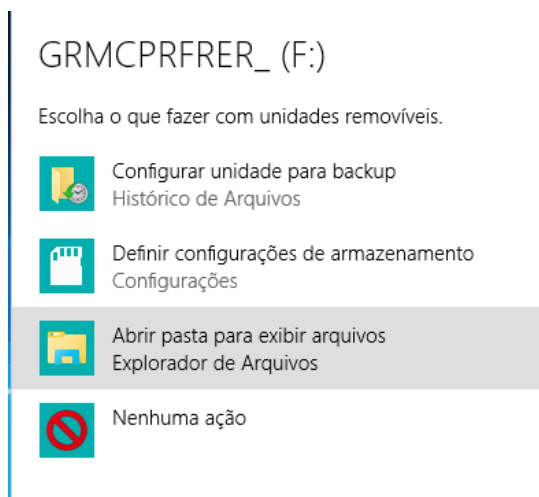 GRMCPRFRER_ (F:)
Escolha o que fazer com unidades removíveis.
Configurar unidade para backup
Histórico de Arquivos
Definir configurações de armazenamento
Configurações
Abrir pasta para exibir arquivos
Explorador de Arquivos
Nenhuma ação